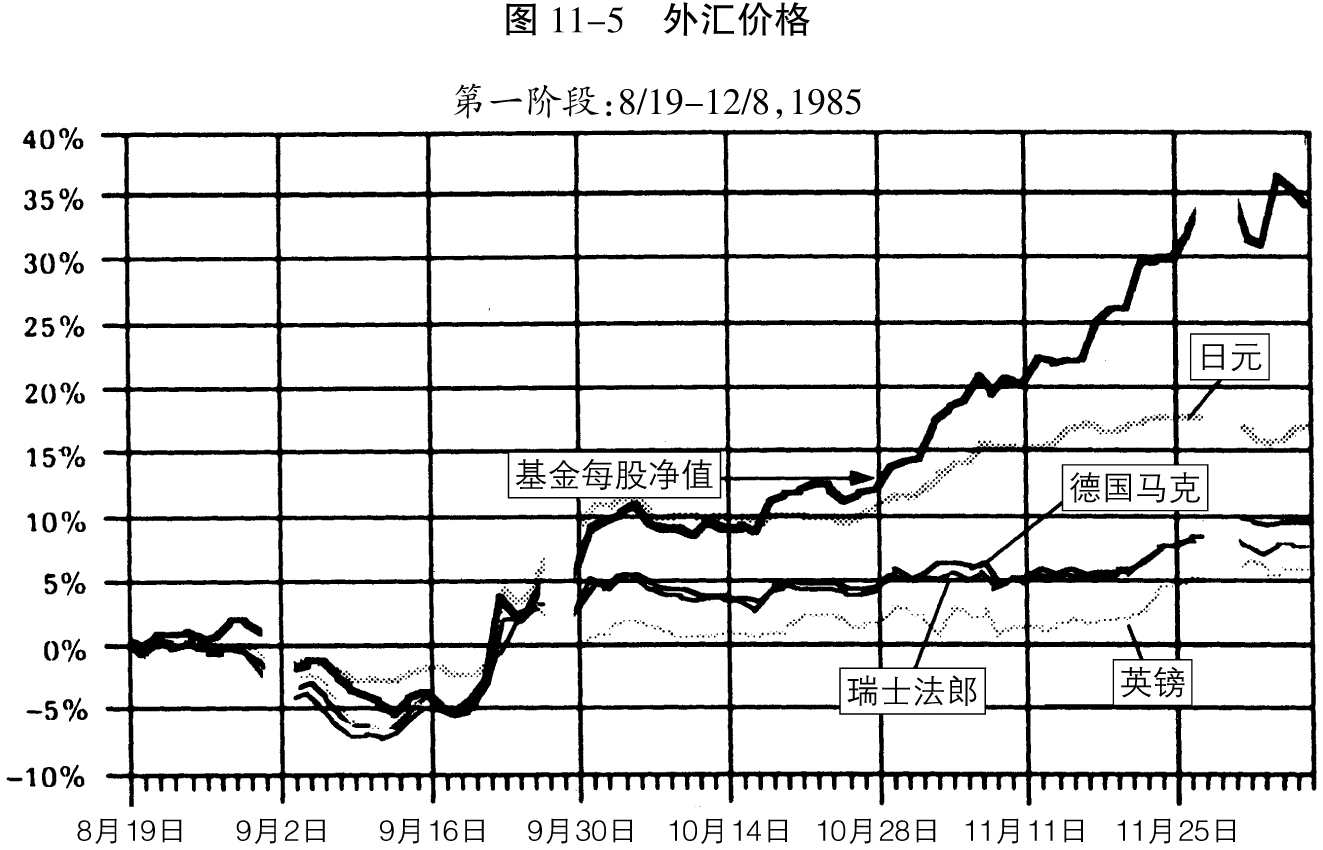 图 11–5 外汇价格
第一阶段:8/19–12/8,1985
40%
35%
30%
25%
20%
15%
10%
5%
0%
-5%
-10%
日元
基金每股净值
德国马克
瑞士法郎
英镑
8月19日 9月2日 9月16日 9月30日 10月14日 10月28日 11月11日 11月25日